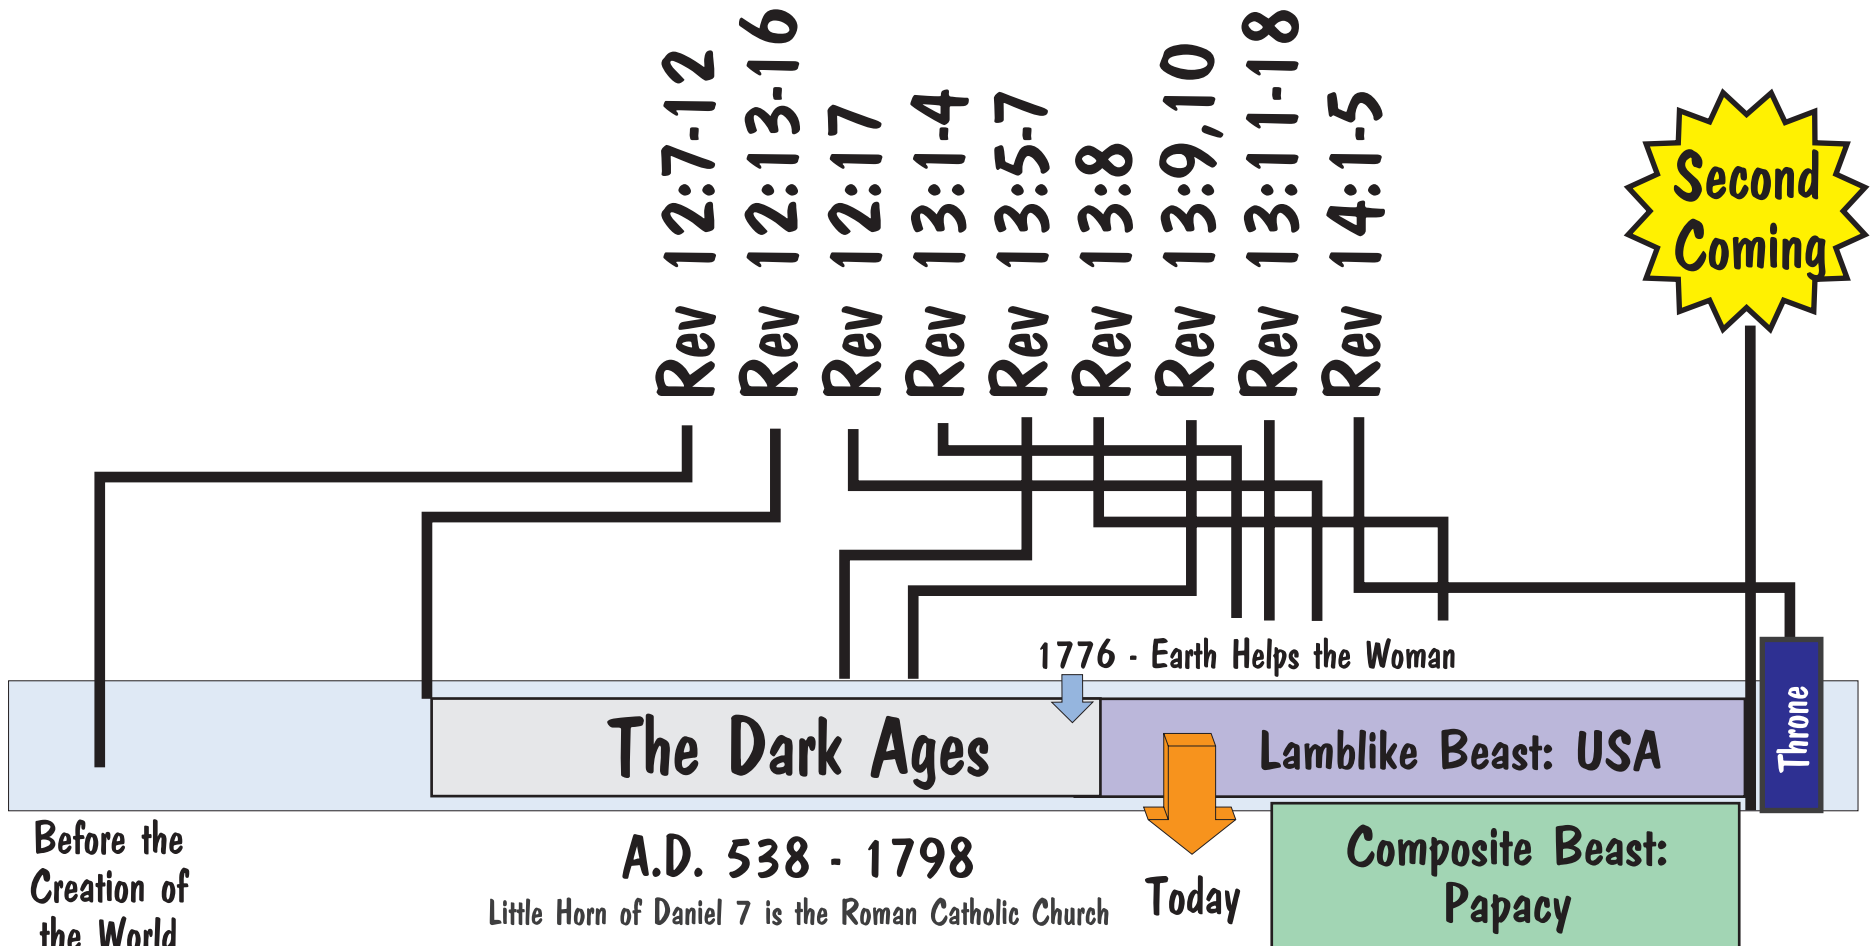 Rev 12:7-12
Rev 12:13-16
Rev 12:17
Rev 13:1-4
Rev 13:5-7
Rev 13:8
Rev 13:9,10
Rev 13:11-18
Rev 14:1-5
Second
Coming
1776 - Earth Helps the Woman
The Dark Ages
Lamblike Beast: USA
Throne
Before the
Creation of
the World
A.D. 538 - 1798
Little Horn of Daniel 7 is the Roman Catholic Church
Today
Composite Beast:
Papacy